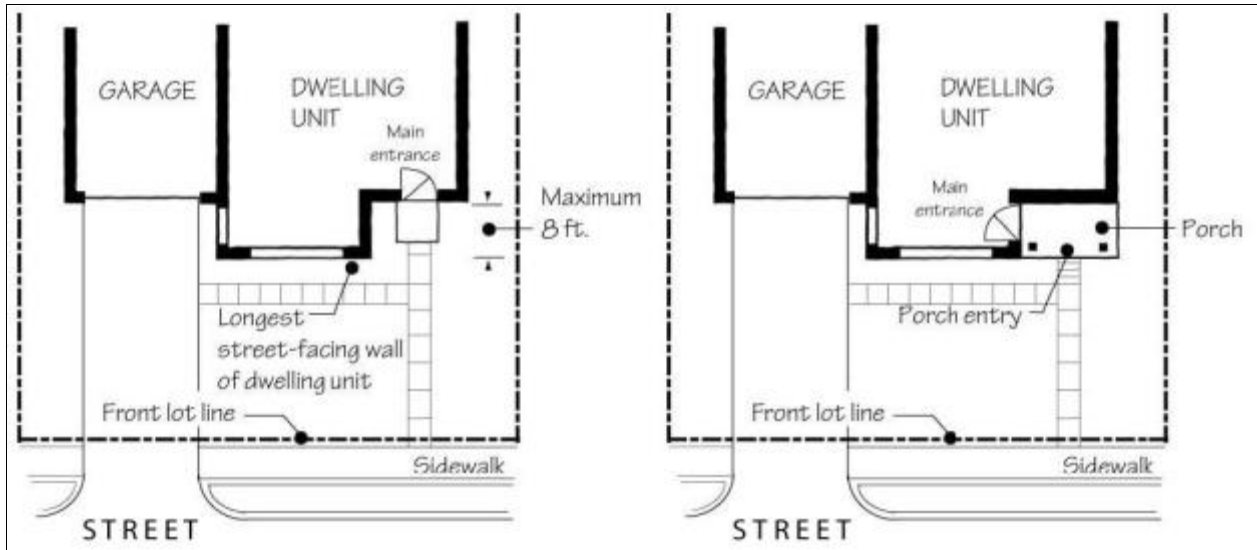 GARAGE
DWELLING
UNIT
Main
entrance
Maximum
8 ft.
Longest
street-facing wall
of dwelling unit
Front lot line
Sidewalk
STREET
GARAGE
DWELLING
UNIT
Main
entrance
Porch
Porch entry
Front lot line
Sidewalk
STREET